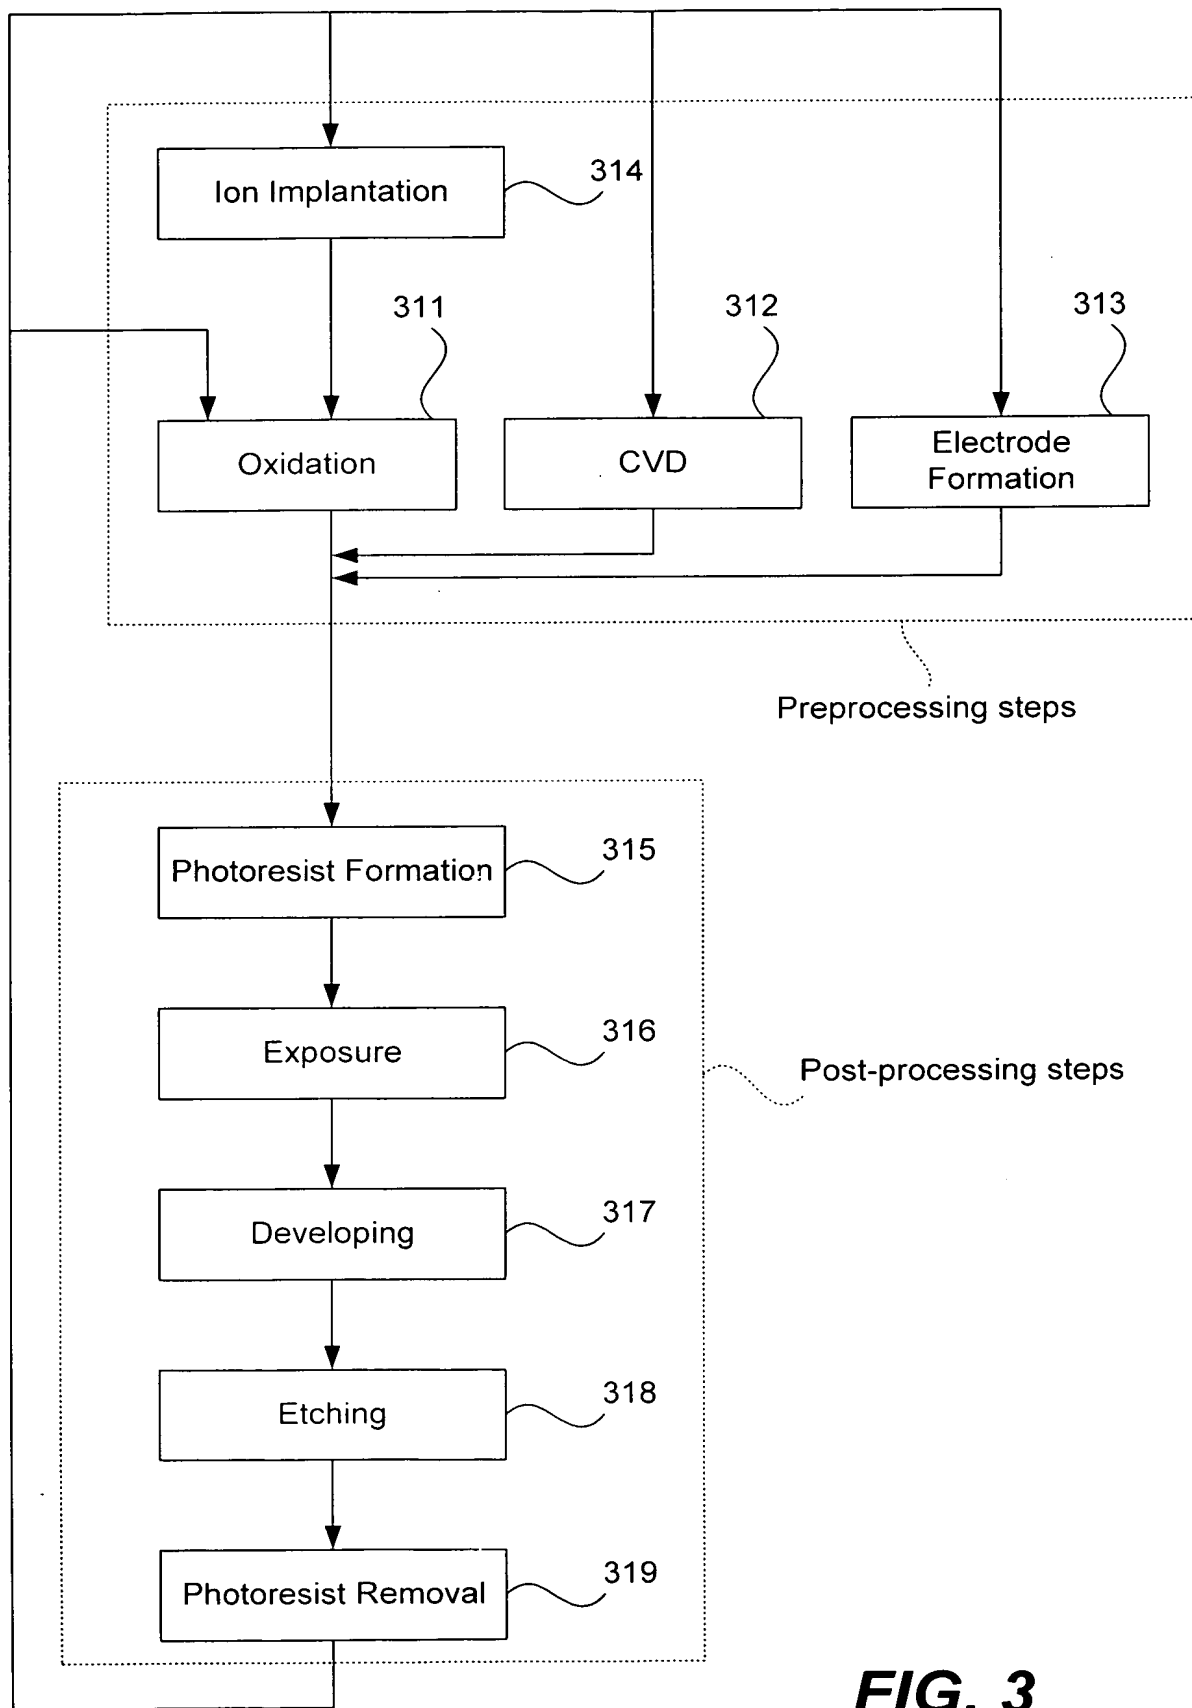 314
Ion Implantation
311
312
313
Oxidation
CVD
Electrode
Formation
Preprocessing steps
315
Photoresist Formation
316
Exposure
Post-processing steps
317
Developing
318
Etching
319
Photoresist Removal
FIG. 3